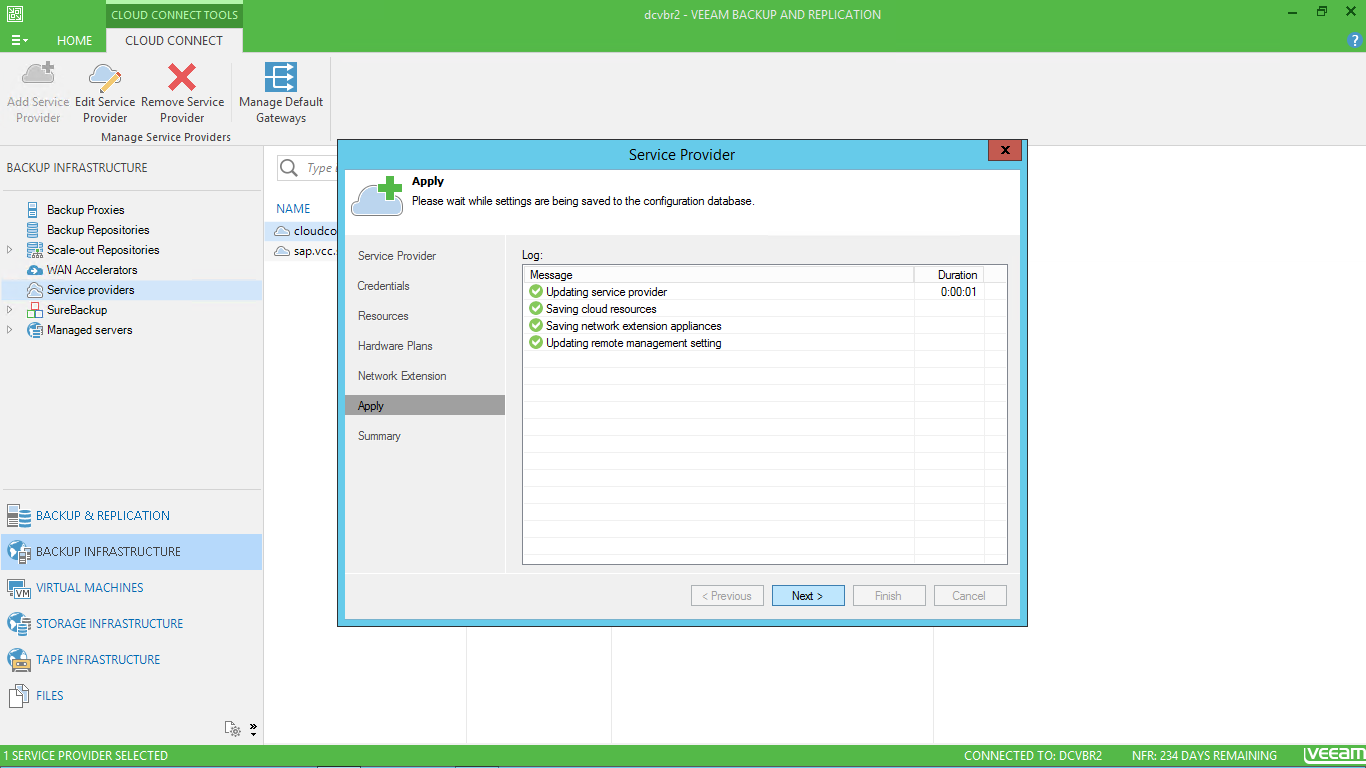 CLOUD CONNECT TOOLS
dcvbr2 - VEEAM BACKUP AND REPLICATION
HOME
CLOUD CONNECT
Add Service Provider
Edit Service Provider
Remove Service Provider
Manage Default Gateways
Manage Service Providers
BACKUP INFRASTRUCTURE
Backup Proxies
Backup Repositories
Scale-out Repositories
WAN Accelerators
Service providers
SureBackup
Managed servers
BACKUP & REPLICATION
BACKUP INFRASTRUCTURE
VIRTUAL MACHINES
STORAGE INFRASTRUCTURE
TAPE INFRASTRUCTURE
FILES
Type
NAME
cloudco
sap.vcc.
Service Provider
x
Apply
Please wait while settings are being saved to the configuration database.
Service Provider
Credentials
Resources
Hardware Plans
Network Extension
Apply
Summary
Log:
Message Duration
Updating service provider 0:00:01
Saving cloud resources
Saving network extension appliances
Updating remote management setting
< Previous
Next >
Finish
Cancel
1 SERVICE PROVIDER SELECTED
CONNECTED TO: DCVBR2
NFR: 234 DAYS REMAINING
veeam